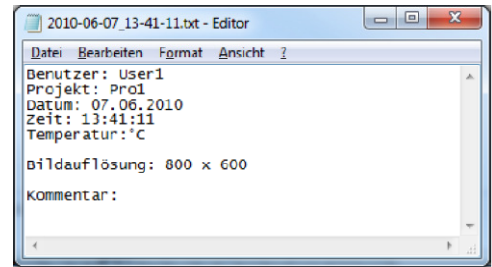 2010-06-07_13-41-11.txt - Editor
Datei Bearbeiten Format Ansicht ?
Benutzer: User1
Projekt: Pro1
Datum: 07.06.2010
Zeit: 13:41:11
Temperatur:°C
Bildauflösung: 800 x 600
Kommentar: